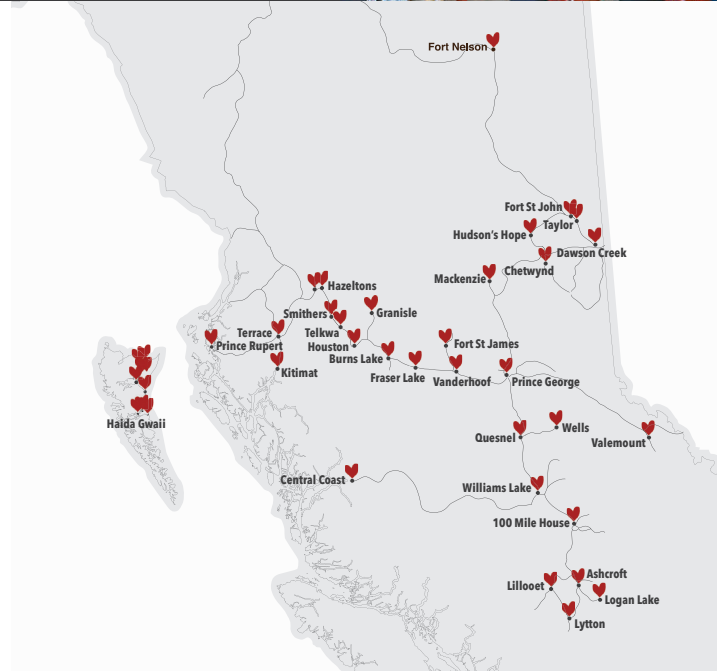 Fort Nelson
Fort St John
Taylor
Hudson's Hope
Dawson Creek
Chetwynd
Mackenzie
Hazeltons
Granisle
Smithers
Telkwa
Terrace
Prince Rupert
Houston
Fort St James
Burns Lake
Kitimat
Fraser Lake
Vanderhoof
Prince George
Haida Gwaii
Wells
Quesnel
Valemount
Central Coast
Williams Lake
100 Mile House
Ashcroft
Lillooet
Logan Lake
Lytton